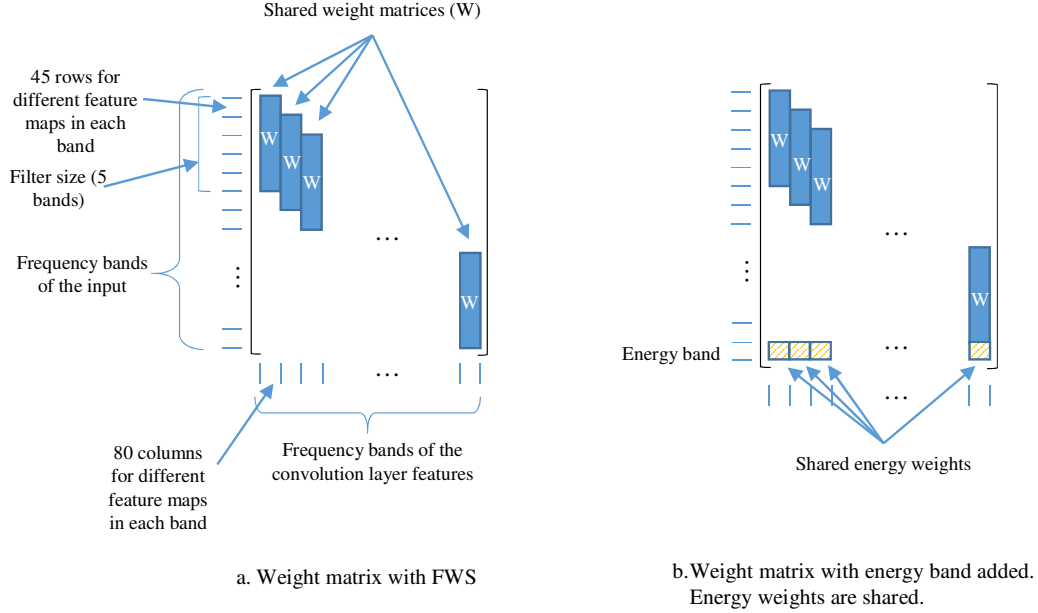 Shared weight matrices (W)
45 rows for
different feature
maps in each
band
Filter size (5
bands)
Frequency bands
of the input
W
W
W
...
W
...
...
80 columns
for different
feature maps
in each band
Frequency bands of the
convolution layer features
a. Weight matrix with FWS
W
W
W
...
W
...
Energy band
...
...
Shared energy weights
b. Weight matrix with energy band added.
Energy weights are shared.